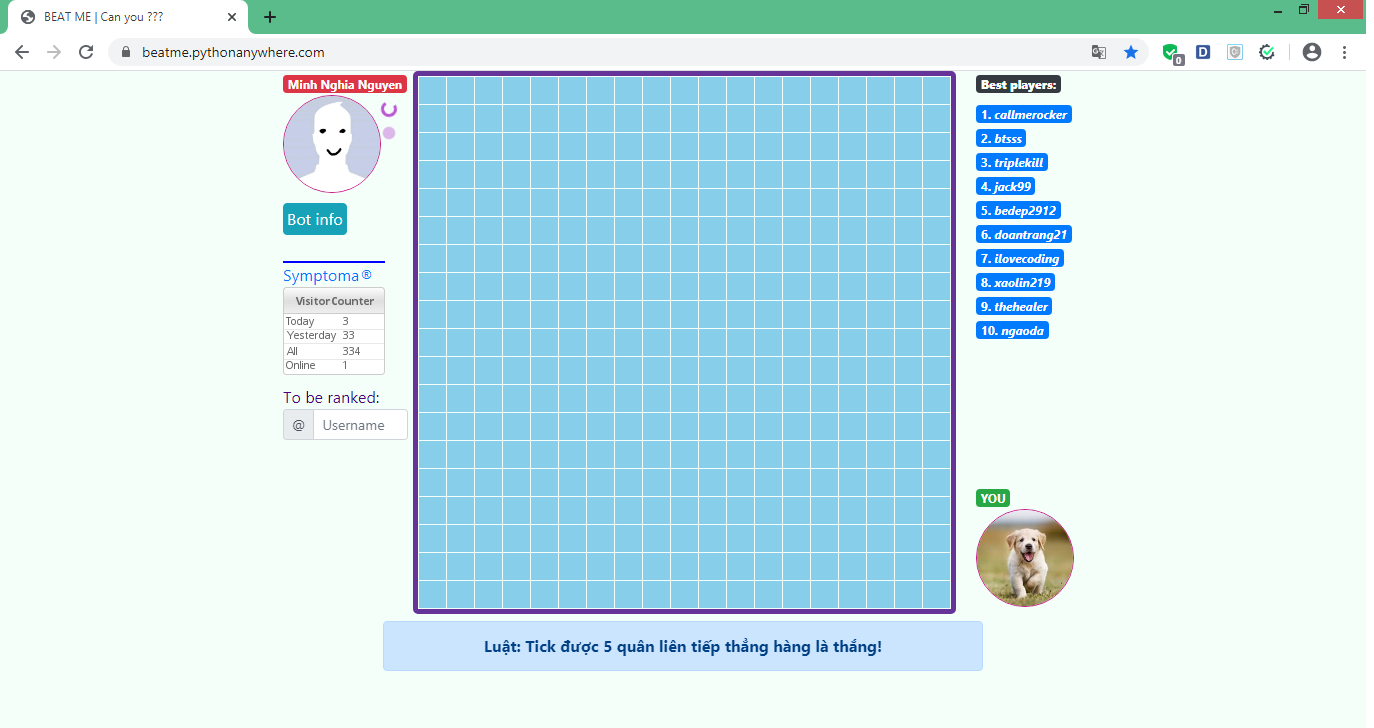 BEAT ME | Can you ???
beatme.pythonanywhere.com
0
D
Minh Nghia Nguyen
Bot info
Symptoma®
Visitor Counter
Today 3
Yesterday 33
All 334
Online 1
To be ranked:
@ Username
Best players:
1. callmerocker
2. btsss
3. triplekill
4. jack99
5. bedep2912
6. doantrang21
7. ilovecoding
8. xaolin219
9. thehealer
10. ngaoda
YOU
Luật: Tick được 5 quân liên tiếp thẳng hàng là thắng!